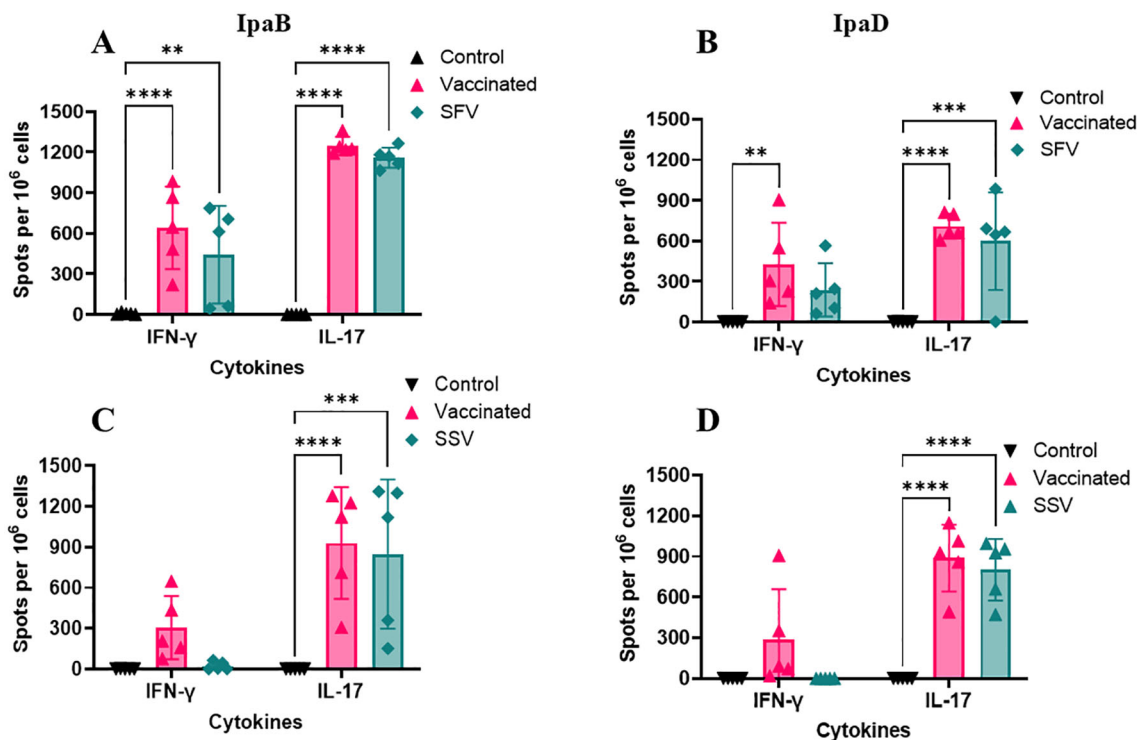 IpaB
A
** ****
**** ****
Control
Vaccinated
SFV
Spots per 10⁶ cells
1500
1200
900
600
300
0
IFN-γ IL-17
Cytokines
IpaD
B
** *** ****
Control
Vaccinated
SFV
Spots per 10⁶ cells
1500
1200
900
600
300
0
IFN-γ IL-17
Cytokines
C
***
****
Control
Vaccinated
SSV
Spots per 10⁶ cells
1500
1200
900
600
300
0
IFN-γ IL-17
Cytokines
D
****
****
Control
Vaccinated
SSV
Spots per 10⁶ cells
1500
1200
900
600
300
0
IFN-γ IL-17
Cytokines